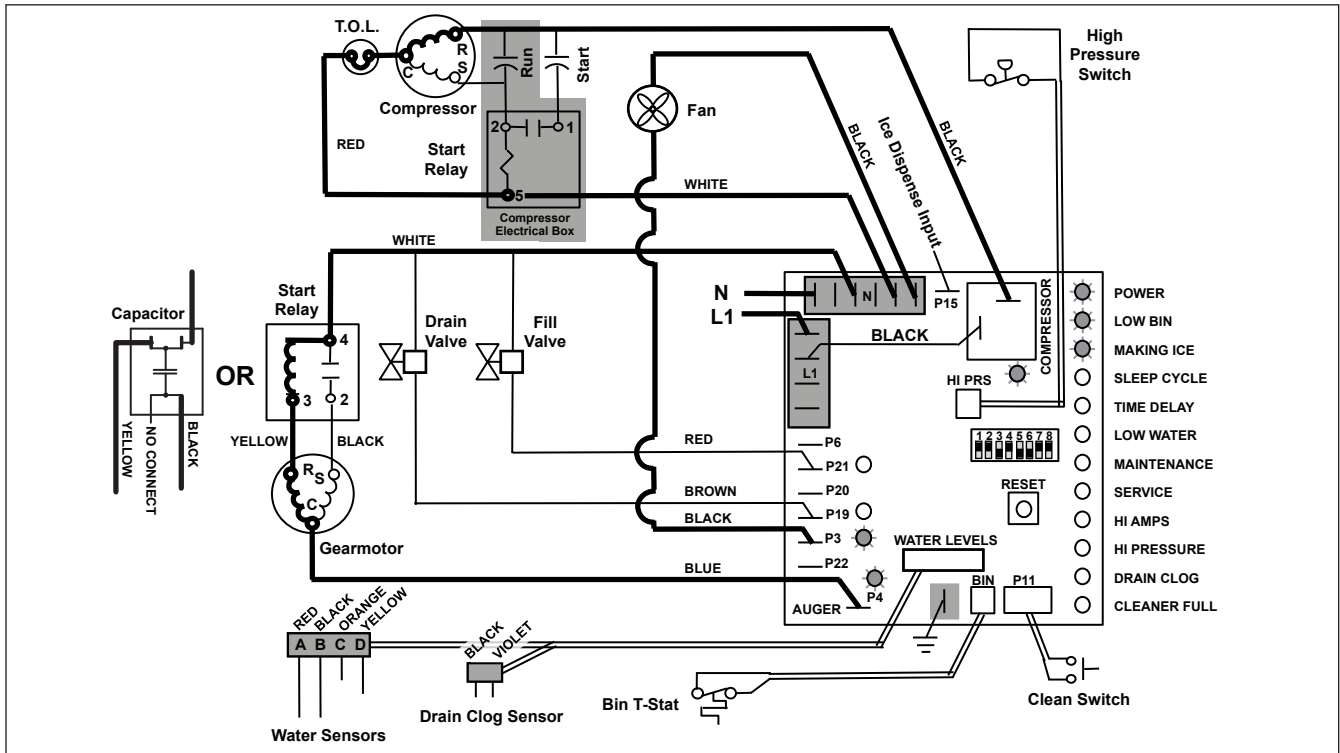 T.O.L.
R
S
C
Compressor
Run
Start
2
1
Start
Relay
5
Compressor
Electrical Box
RED
WHITE
Fan
BLACK
Ice Dispense Input
BLACK
High
Pressure
Switch
WHITE
Capacitor
YELLOW
NO CONNECT
BLACK
OR
Start
Relay
4
3
2
YELLOW
BLACK
R
S
C
Gearmotor
Drain
Valve
Fill
Valve
N
L1
N
P15
BLACK
L1
COMPRESSOR
HI PRS
1 2 3 4 5 6 7 8
RESET
RED
BROWN
BLACK
BLUE
P6
P21
P20
P19
P3
P22
P4
AUGER
WATER LEVELS
BIN
P11
POWER
LOW BIN
MAKING ICE
SLEEP CYCLE
TIME DELAY
LOW WATER
MAINTENANCE
SERVICE
HI AMPS
HI PRESSURE
DRAIN CLOG
CLEANER FULL
RED
BLACK
ORANGE
YELLOW
A B C D
Water Sensors
BLACK
VIOLET
Drain Clog Sensor
Bin T-Stat
Clean Switch